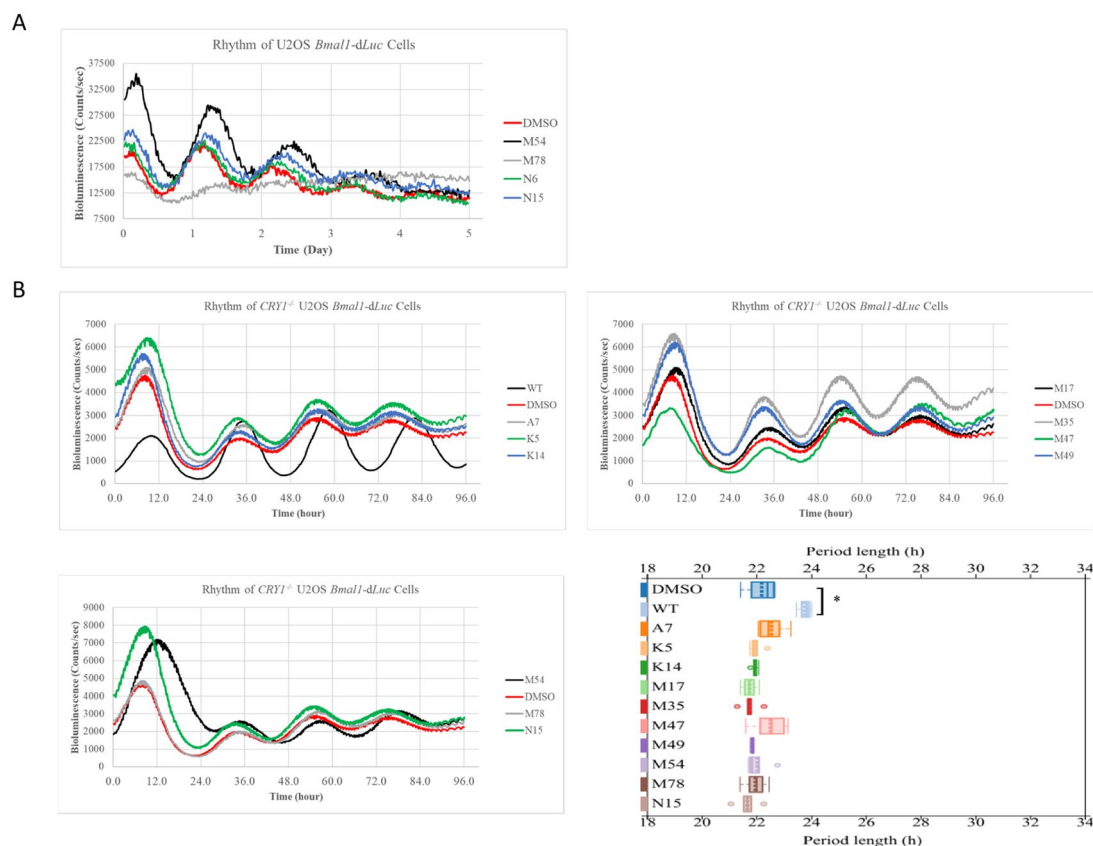 A
Rhythm of U2OS Bmal1-dLuc Cells
Bioluminescence (Counts/sec)
37500
32500
27500
22500
17500
12500
7500
0 1 2 3 4 5
Time (Day)
DMSO
M54
M78
N6
N15
B
Rhythm of CRY1-/- U2OS Bmal1-dLuc Cells
Bioluminescence (Counts/sec)
7000
6000
5000
4000
3000
2000
1000
0
0.0 12.0 24.0 36.0 48.0 60.0 72.0 84.0 96.0
Time (hour)
WT
DMSO
A7
K5
K14
Rhythm of CRY1-/- U2OS Bmal1-dLuc Cells
Bioluminescence (Counts/sec)
7000
6000
5000
4000
3000
2000
1000
0
0.0 12.0 24.0 36.0 48.0 60.0 72.0 84.0 96.0
Time (hour)
M17
DMSO
M35
M47
M49
Rhythm of CRY1-/- U2OS Bmal1-dLuc Cells
Bioluminescence (Counts/sec)
9000
8000
7000
6000
5000
4000
3000
2000
1000
0
0.0 12.0 24.0 36.0 48.0 60.0 72.0 84.0 96.0
Time (hour)
M54
DMSO
M78
N15
Period length (h)
18 20 22 24 26 28 30 32 34
DMSO
*
WT
A7
K5
K14
M17
M35
M47
M49
M54
M78
N15
18 20 22 24 26 28 30 32 34
Period length (h)